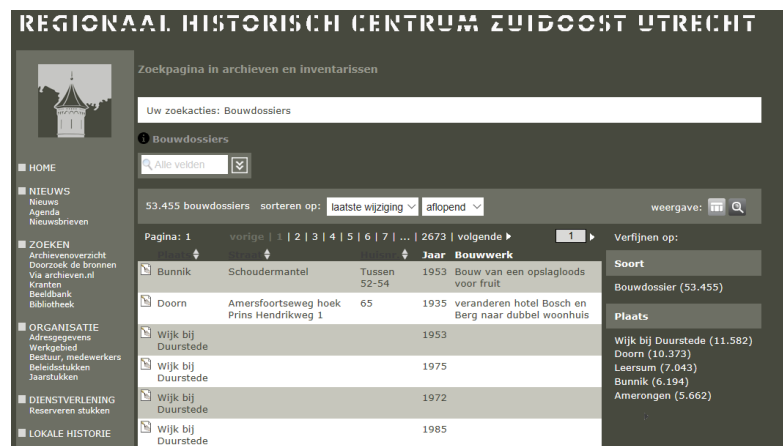 REGIONAAL HISTORISCH CENTRUM ZUIDOOST UTRECHT
Zoekpagina in archieven en inventarissen
Uw zoekacties: Bouwdossiers
Bouwdossiers
Alle velden
HOME
NIEUWS
Nieuws
Agenda
Nieuwsbrieven
ZOEKEN
Archievenoverzicht
Doorzoek de bronnen
Via archieven.nl
Kranten
Beeldbank
Bibliotheek
ORGANISATIE
Adresgegevens
Werkgebied
Bestuur, medewerkers
Beleidsstukken
Jaarstukken
DIENSTVERLENING
Reserveren stukken
LOKALE HISTORIE
53.455 bouwdossiers sorteren op: laatste wijziging aflopend weergave:
Pagina: 1 vorige | 1 | 2 | 3 | 4 | 5 | 6 | 7 | ... | 2673 | volgende 1
Plaats Straat Huisnr. Jaar Bouwwerk
Bunnik Schoudermantel Tussen 52-54 1953 Bouw van een opslagloods voor fruit
Doorn Amersfoortseweg hoek Prins Hendrikweg 1 65 1935 veranderen hotel Bosch en Berg naar dubbel woonhuis
Wijk bij Duurstede 1953
Wijk bij Duurstede 1975
Wijk bij Duurstede 1972
Wijk bij Duurstede 1985
Verfijnen op:
Soort
Bouwdossier (53.455)
Plaats
Wijk bij Duurstede (11.582)
Doorn (10.373)
Leersum (7.043)
Bunnik (6.194)
Amerongen (5.662)